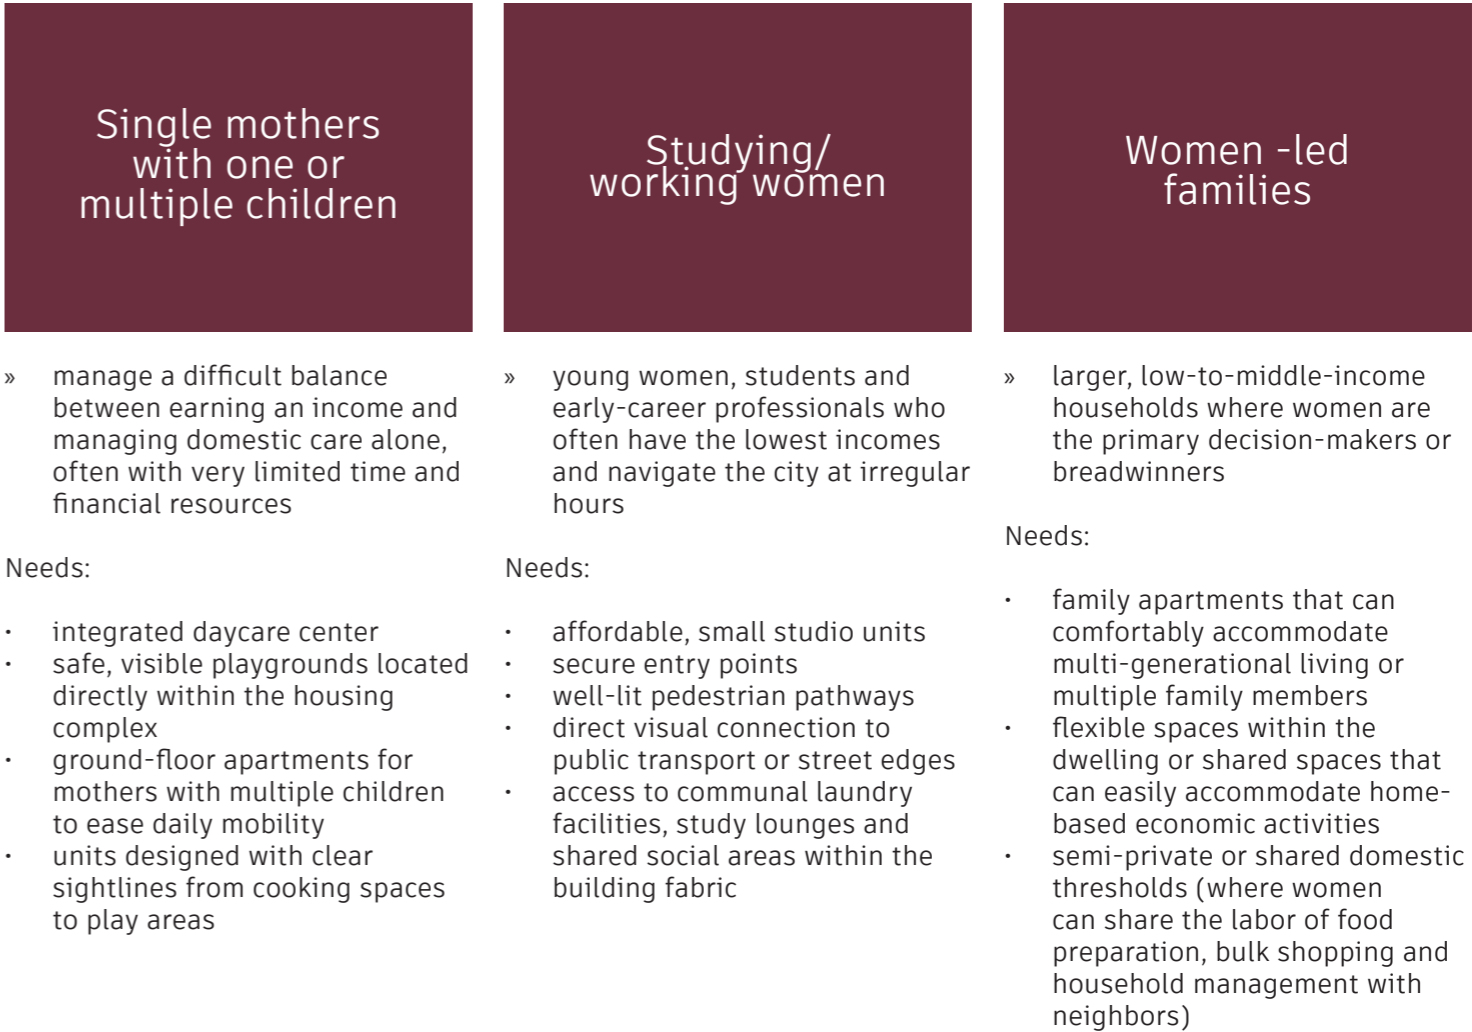 Single mothers
with one or
multiple children
» manage a difficult balance
between earning an income and
managing domestic care alone,
often with very limited time and
financial resources
Needs:
· integrated daycare center
· safe, visible playgrounds located
directly within the housing
complex
· ground-floor apartments for
mothers with multiple children
to ease daily mobility
· units designed with clear
sightlines from cooking spaces
to play areas
Studying/
working women
» young women, students and
early-career professionals who
often have the lowest incomes
and navigate the city at irregular
hours
Needs:
· affordable, small studio units
· secure entry points
· well-lit pedestrian pathways
· direct visual connection to
public transport or street edges
· access to communal laundry
facilities, study lounges and
shared social areas within the
building fabric
Women -led
families
» larger, low-to-middle-income
households where women are
the primary decision-makers or
breadwinners
Needs:
· family apartments that can
comfortably accommodate
multi-generational living or
multiple family members
· flexible spaces within the
dwelling or shared spaces that
can easily accommodate home-
based economic activities
· semi-private or shared domestic
thresholds (where women
can share the labor of food
preparation, bulk shopping and
household management with
neighbors)